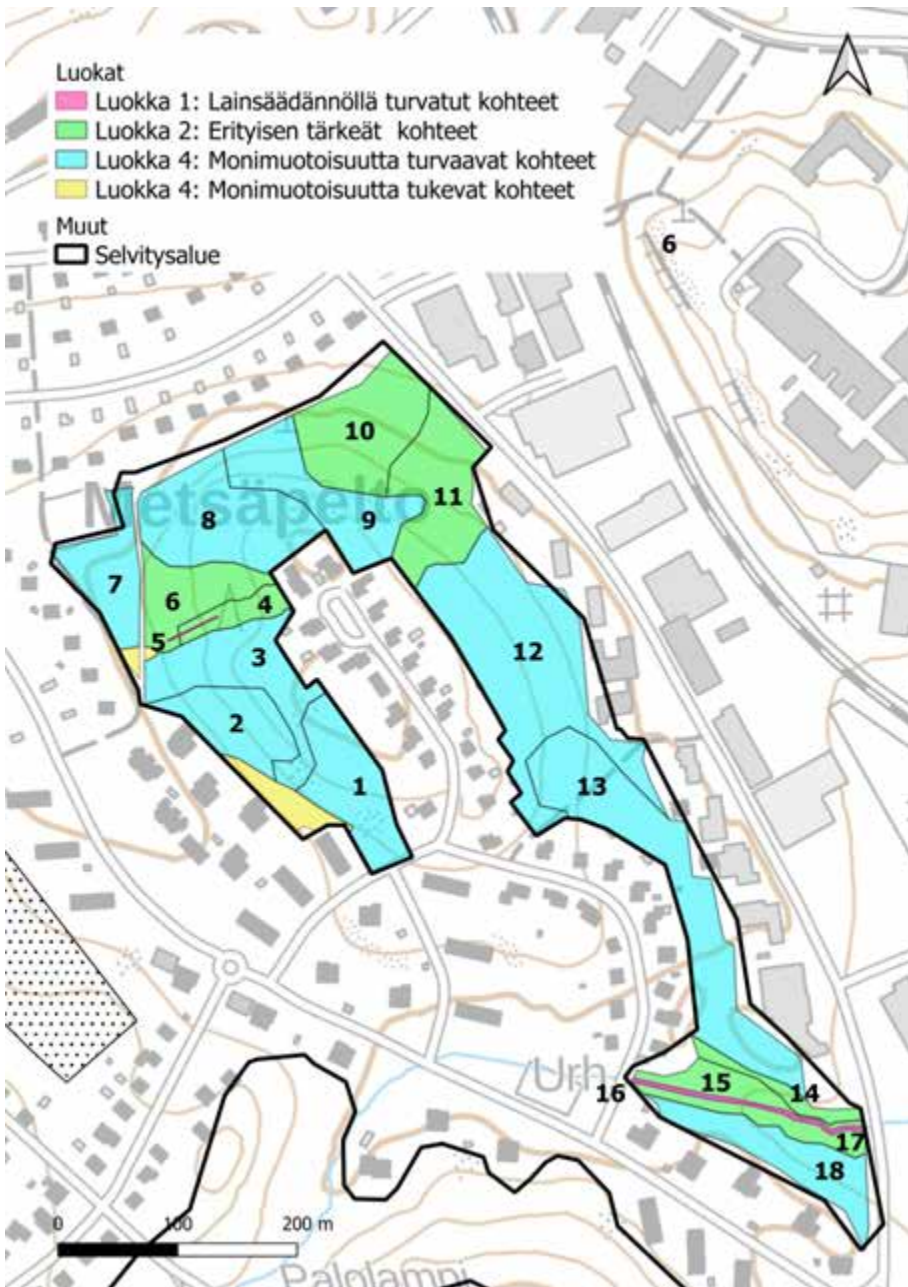 Luokat
Luokka 1: Lainsäädännöllä turvatut kohteet
Luokka 2: Erityisen tärkeät kohteet
Luokka 4: Monimuotoisuutta turvaavat kohteet
Luokka 4: Monimuotoisuutta tukevat kohteet
Muut
Selvitysalue
6
10
11
Metsäpelto
8
9
7
6
4
5
3
12
2
1
13
Urh
16
15
14
17
18
0 100 200 m
Palolampi